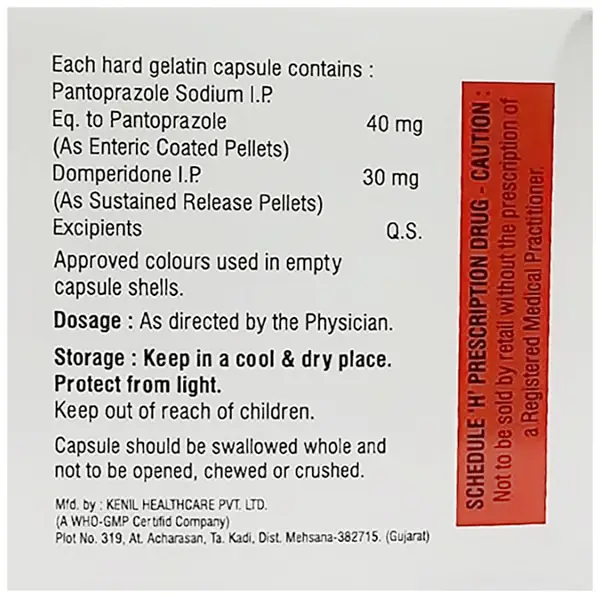 Each hard gelatin capsule contains :
Pantoprazole Sodium I.P.
Eq. to Pantoprazole 40 mg
(As Enteric Coated Pellets)
Domperidone I.P. 30 mg
(As Sustained Release Pellets)
Excipients Q.S.
Approved colours used in empty
capsule shells.
Dosage : As directed by the Physician.
Storage : Keep in a cool & dry place.
Protect from light.
Keep out of reach of children.
Capsule should be swallowed whole and
not to be opened, chewed or crushed.
Mfd. by : KENIL HEALTHCARE PVT. LTD.
(A WHO-GMP Certifid Company)
Plot No. 319, At. Acharasan, Ta. Kadi, Dist. Mehsana-382715. (Gujarat)
SCHEDULE 'H' PRESCRIPTION DRUG - CAUTION :
Not to be sold by retail without the prescription of
a Registered Medical Practitioner.